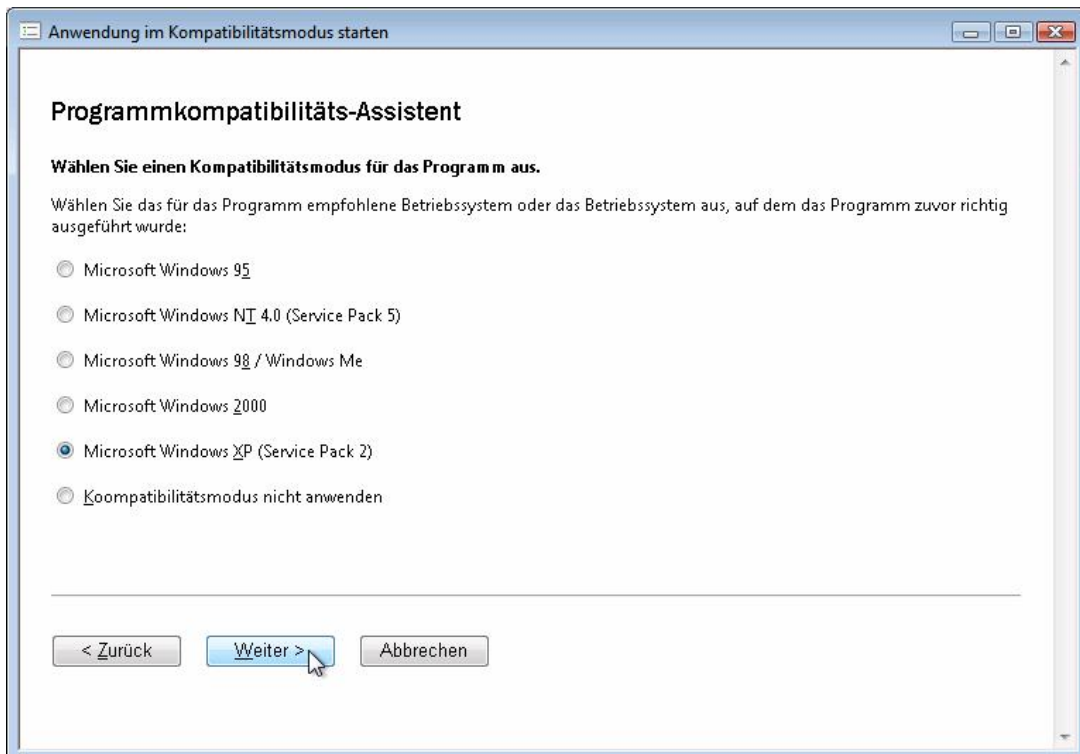 Anwendung im Kompatibilitätsmodus starten
Programmkompatibilitäts-Assistent
Wählen Sie einen Kompatibilitätsmodus für das Programm aus.
Wählen Sie das für das Programm empfohlene Betriebssystem oder das Betriebssystem aus, auf dem das Programm zuvor richtig
ausgeführt wurde:
Microsoft Windows 95
Microsoft Windows NT 4.0 (Service Pack 5)
Microsoft Windows 98 / Windows Me
Microsoft Windows 2000
Microsoft Windows XP (Service Pack 2)
Koompatibilitätsmodus nicht anwenden
< Zurück
Weiter >
Abbrechen